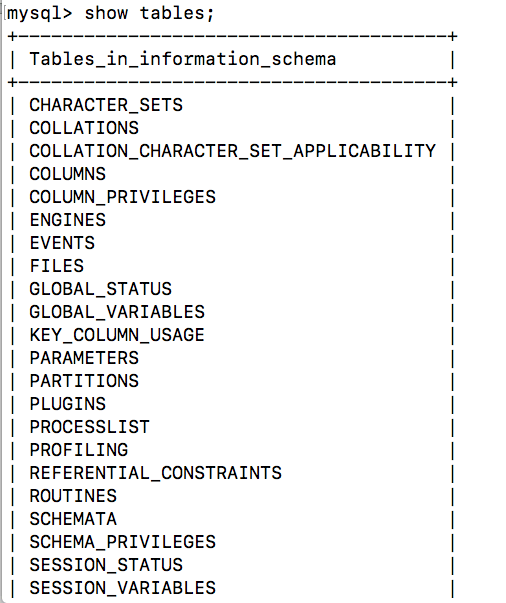 mysql> show tables;
+----------------------------------------+
| Tables_in_information_schema           |
+----------------------------------------+
| CHARACTER_SETS                         |
| COLLATIONS                             |
| COLLATION_CHARACTER_SET_APPLICABILITY  |
| COLUMNS                                |
| COLUMN_PRIVILEGES                      |
| ENGINES                                |
| EVENTS                                 |
| FILES                                  |
| GLOBAL_STATUS                          |
| GLOBAL_VARIABLES                       |
| KEY_COLUMN_USAGE                       |
| PARAMETERS                             |
| PARTITIONS                             |
| PLUGINS                                |
| PROCESSLIST                            |
| PROFILING                              |
| REFERENTIAL_CONSTRAINTS                |
| ROUTINES                               |
| SCHEMATA                               |
| SCHEMA_PRIVILEGES                      |
| SESSION_STATUS                         |
| SESSION_VARIABLES                      |